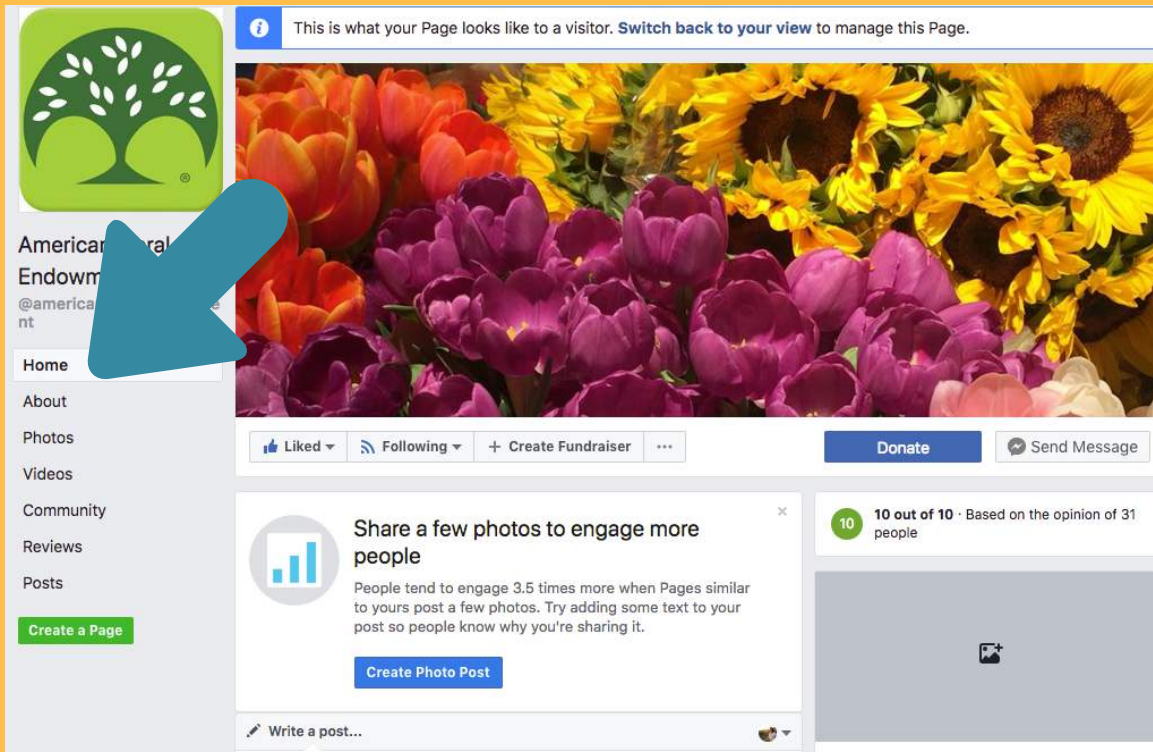 This is what your Page looks like to a visitor. Switch back to your view to manage this Page.
®
Home
About
Photos
Videos
Community
Reviews
Posts
Create a Page
Liked
Following
+ Create Fundraiser
...
Donate
Send Message
Share a few photos to engage more
people
People tend to engage 3.5 times more when Pages similar
to yours post a few photos. Try adding some text to your
post so people know why you're sharing it.
Create Photo Post
Write a post...
10
10 out of 10 · Based on the opinion of 31
people